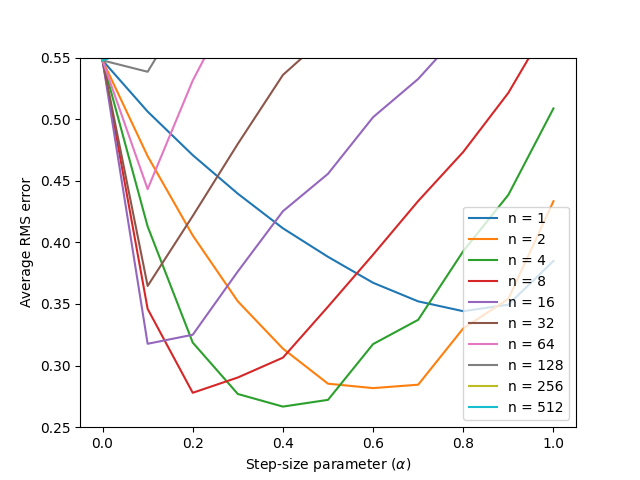 0.55
0.50
0.45
0.40
0.35
0.30
0.25
Average RMS error
n = 1
n = 2
n = 4
n = 8
n = 16
n = 32
n = 64
n = 128
n = 256
n = 512
0.0 0.2 0.4 0.6 0.8 1.0
Step-size parameter (α)